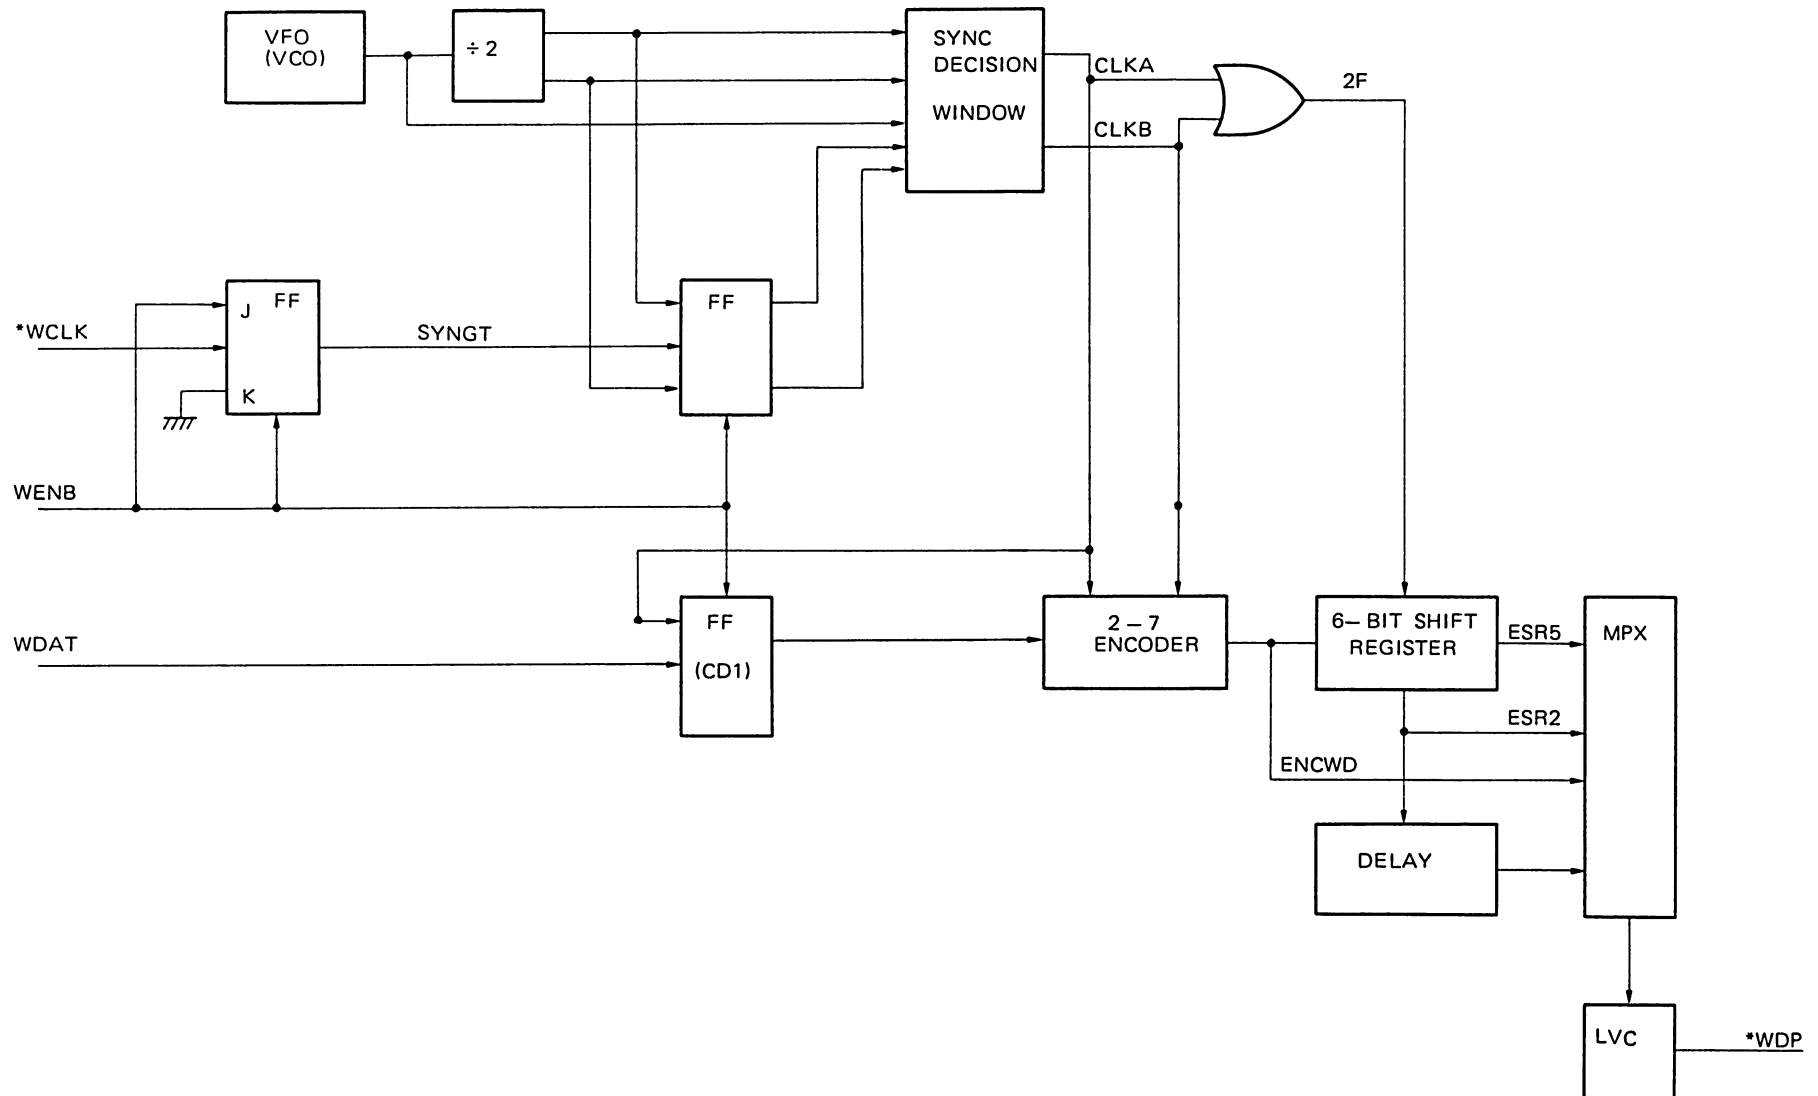 VFO
(VCO)
÷ 2
SYNC
DECISION
WINDOW
CLKA
CLKB
2F
J FF
K
*WCLK
SYNGT
FF
WENB
WDAT
FF
(CD1)
2 – 7
ENCODER
6– BIT SHIFT
REGISTER
ESR5
ESR2
ENCWD
MPX
DELAY
LVC
*WDP